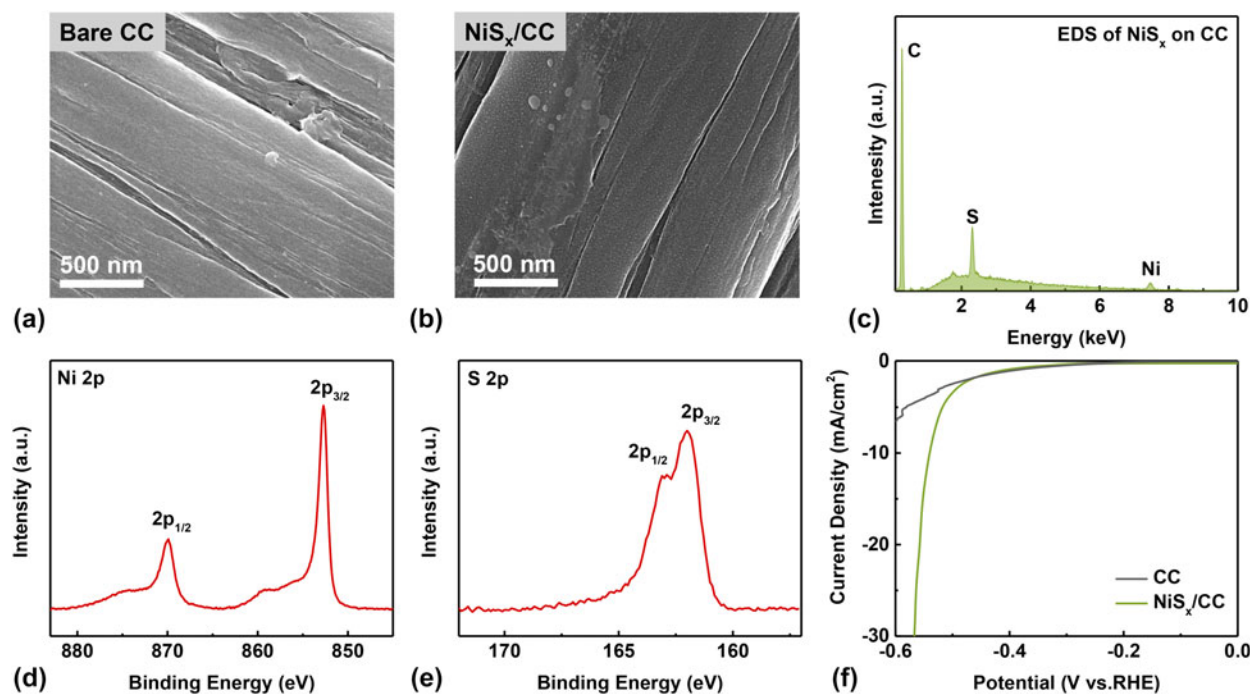 Bare CC
500 nm
(a)
NiSₓ/CC
500 nm
(b)
EDS of NiSₓ on CC
C
S
Ni
Intenesity (a.u.)
2 4 6 8 10
Energy (keV)
(c)
Ni 2p
2p₃/₂
2p₁/₂
Intensity (a.u.)
880 870 860 850
Binding Energy (eV)
(d)
S 2p
2p₃/₂
2p₁/₂
Intensity (a.u.)
170 165 160
Binding Energy (eV)
(e)
0
-10
-20
-30
Current Density (mA/cm²)
CC
NiSₓ/CC
-0.6 -0.4 -0.2 0.0
Potential (V vs.RHE)
(f)